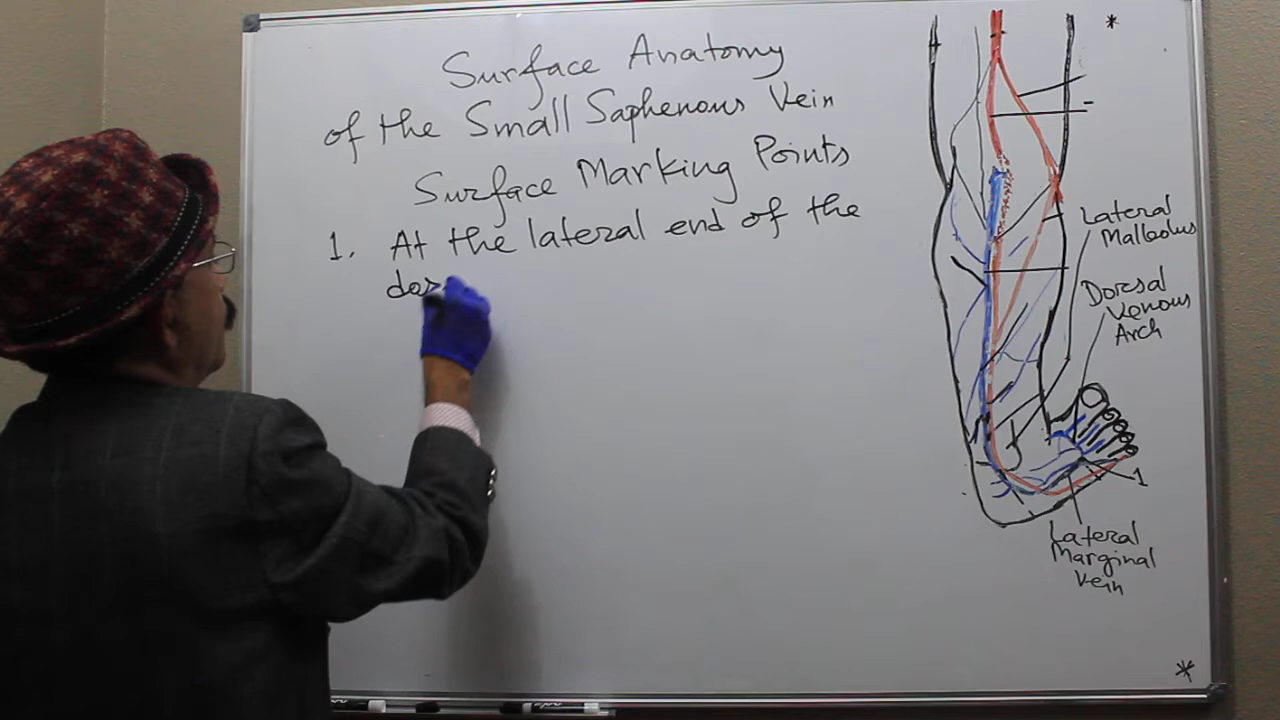 Surface Anatomy
of the Small Saphenous Vein
Surface Marking Points
1. At the lateral end of the
dors
Lateral
Malleolus
Dorsal
Venous
Arch
1
Lateral
Marginal
Vein
*
*